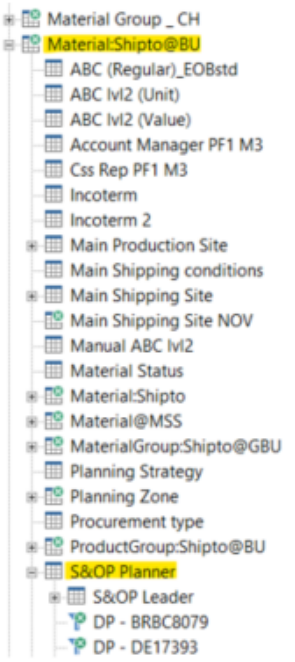 Material Group _ CH
Material:Shipto@BU
ABC (Regular)_EOBstd
ABC lvl2 (Unit)
ABC lvl2 (Value)
Account Manager PF1 M3
Css Rep PF1 M3
Incoterm
Incoterm 2
Main Production Site
Main Shipping conditions
Main Shipping Site
Main Shipping Site NOV
Manual ABC lvl2
Material Status
Material:Shipto
Material@MSS
MaterialGroup:Shipto@GBU
Planning Strategy
Planning Zone
Procurement type
ProductGroup:Shipto@BU
S&OP Planner
S&OP Leader
DP - BRBC8079
DP - DE17393